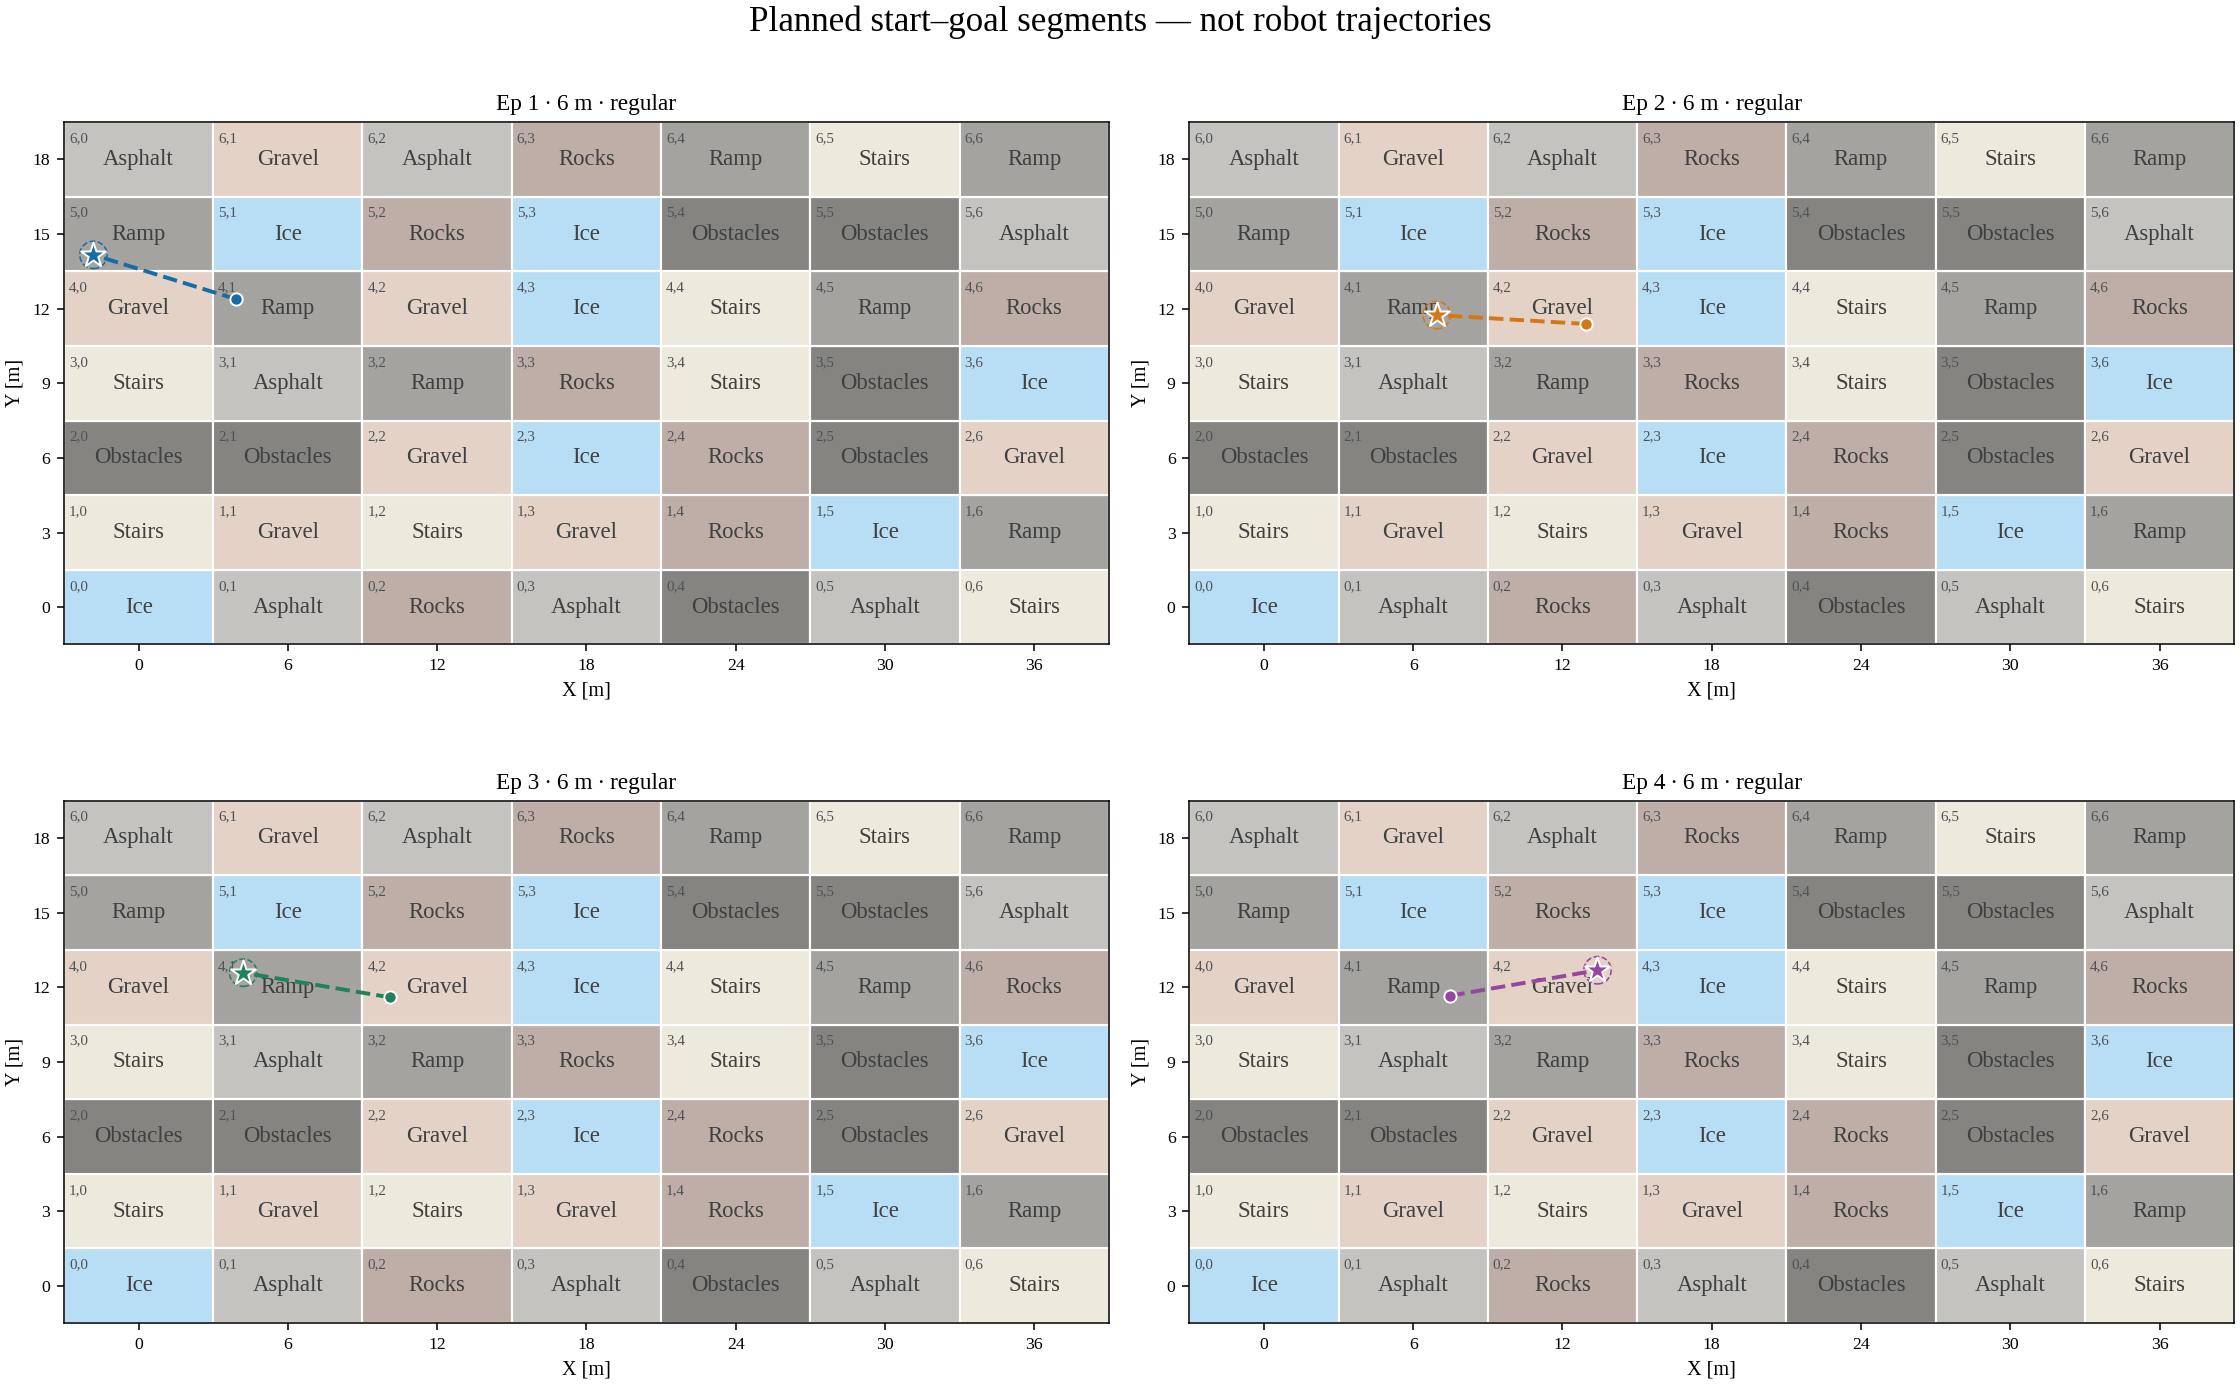 Planned start–goal segments — not robot trajectories
Ep 1 · 6 m · regular
Y [m]
18
15
12
9
6
3
0
6,0 Asphalt 6,1 Gravel 6,2 Asphalt 6,3 Rocks 6,4 Ramp 6,5 Stairs 6,6 Ramp
5,0 Ramp 5,1 Ice 5,2 Rocks 5,3 Ice 5,4 Obstacles 5,5 Obstacles 5,6 Asphalt
4,0 Gravel 4,1 Ramp 4,2 Gravel 4,3 Ice 4,4 Stairs 4,5 Ramp 4,6 Rocks
3,0 Stairs 3,1 Asphalt 3,2 Ramp 3,3 Rocks 3,4 Stairs 3,5 Obstacles 3,6 Ice
2,0 Obstacles 2,1 Obstacles 2,2 Gravel 2,3 Ice 2,4 Rocks 2,5 Obstacles 2,6 Gravel
1,0 Stairs 1,1 Gravel 1,2 Stairs 1,3 Gravel 1,4 Rocks 1,5 Ice 1,6 Ramp
0,0 Ice 0,1 Asphalt 0,2 Rocks 0,3 Asphalt 0,4 Obstacles 0,5 Asphalt 0,6 Stairs
0 6 12 18 24 30 36
X [m]
Ep 2 · 6 m · regular
Y [m]
18
15
12
9
6
3
0
6,0 Asphalt 6,1 Gravel 6,2 Asphalt 6,3 Rocks 6,4 Ramp 6,5 Stairs 6,6 Ramp
5,0 Ramp 5,1 Ice 5,2 Rocks 5,3 Ice 5,4 Obstacles 5,5 Obstacles 5,6 Asphalt
4,0 Gravel 4,1 Ramp 4,2 Gravel 4,3 Ice 4,4 Stairs 4,5 Ramp 4,6 Rocks
3,0 Stairs 3,1 Asphalt 3,2 Ramp 3,3 Rocks 3,4 Stairs 3,5 Obstacles 3,6 Ice
2,0 Obstacles 2,1 Obstacles 2,2 Gravel 2,3 Ice 2,4 Rocks 2,5 Obstacles 2,6 Gravel
1,0 Stairs 1,1 Gravel 1,2 Stairs 1,3 Gravel 1,4 Rocks 1,5 Ice 1,6 Ramp
0,0 Ice 0,1 Asphalt 0,2 Rocks 0,3 Asphalt 0,4 Obstacles 0,5 Asphalt 0,6 Stairs
0 6 12 18 24 30 36
X [m]
Ep 3 · 6 m · regular
Y [m]
18
15
12
9
6
3
0
6,0 Asphalt 6,1 Gravel 6,2 Asphalt 6,3 Rocks 6,4 Ramp 6,5 Stairs 6,6 Ramp
5,0 Ramp 5,1 Ice 5,2 Rocks 5,3 Ice 5,4 Obstacles 5,5 Obstacles 5,6 Asphalt
4,0 Gravel 4,1 Ramp 4,2 Gravel 4,3 Ice 4,4 Stairs 4,5 Ramp 4,6 Rocks
3,0 Stairs 3,1 Asphalt 3,2 Ramp 3,3 Rocks 3,4 Stairs 3,5 Obstacles 3,6 Ice
2,0 Obstacles 2,1 Obstacles 2,2 Gravel 2,3 Ice 2,4 Rocks 2,5 Obstacles 2,6 Gravel
1,0 Stairs 1,1 Gravel 1,2 Stairs 1,3 Gravel 1,4 Rocks 1,5 Ice 1,6 Ramp
0,0 Ice 0,1 Asphalt 0,2 Rocks 0,3 Asphalt 0,4 Obstacles 0,5 Asphalt 0,6 Stairs
0 6 12 18 24 30 36
X [m]
Ep 4 · 6 m · regular
Y [m]
18
15
12
9
6
3
0
6,0 Asphalt 6,1 Gravel 6,2 Asphalt 6,3 Rocks 6,4 Ramp 6,5 Stairs 6,6 Ramp
5,0 Ramp 5,1 Ice 5,2 Rocks 5,3 Ice 5,4 Obstacles 5,5 Obstacles 5,6 Asphalt
4,0 Gravel 4,1 Ramp 4,2 Gravel 4,3 Ice 4,4 Stairs 4,5 Ramp 4,6 Rocks
3,0 Stairs 3,1 Asphalt 3,2 Ramp 3,3 Rocks 3,4 Stairs 3,5 Obstacles 3,6 Ice
2,0 Obstacles 2,1 Obstacles 2,2 Gravel 2,3 Ice 2,4 Rocks 2,5 Obstacles 2,6 Gravel
1,0 Stairs 1,1 Gravel 1,2 Stairs 1,3 Gravel 1,4 Rocks 1,5 Ice 1,6 Ramp
0,0 Ice 0,1 Asphalt 0,2 Rocks 0,3 Asphalt 0,4 Obstacles 0,5 Asphalt 0,6 Stairs
0 6 12 18 24 30 36
X [m]